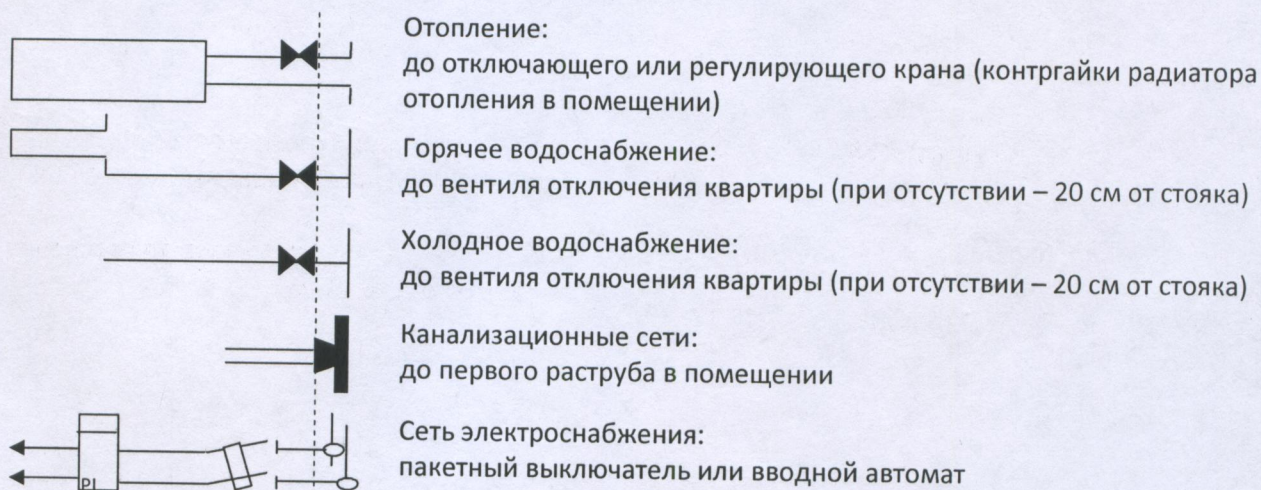 Отопление:
до отключающего или регулирующего крана (контргайки радиатора
отопления в помещении)
Горячее водоснабжение:
до вентиля отключения квартиры (при отсутствии – 20 см от стояка)
Холодное водоснабжение:
до вентиля отключения квартиры (при отсутствии – 20 см от стояка)
Канализационные сети:
до первого раструба в помещении
Сеть электроснабжения:
пакетный выключатель или вводной автомат